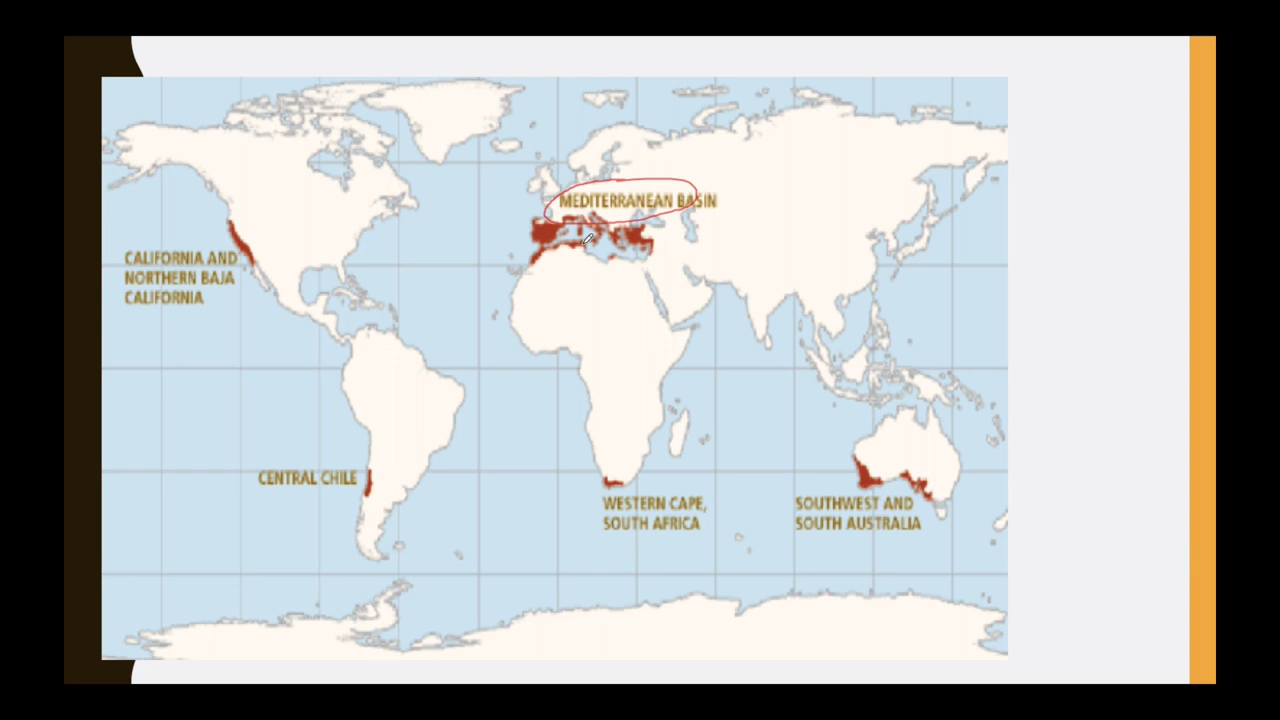 MEDITERRANEAN BASIN
CALIFORNIA AND
NORTHERN BAJA
CALIFORNIA
CENTRAL CHILE
WESTERN CAPE,
SOUTH AFRICA
SOUTHWEST AND
SOUTH AUSTRALIA